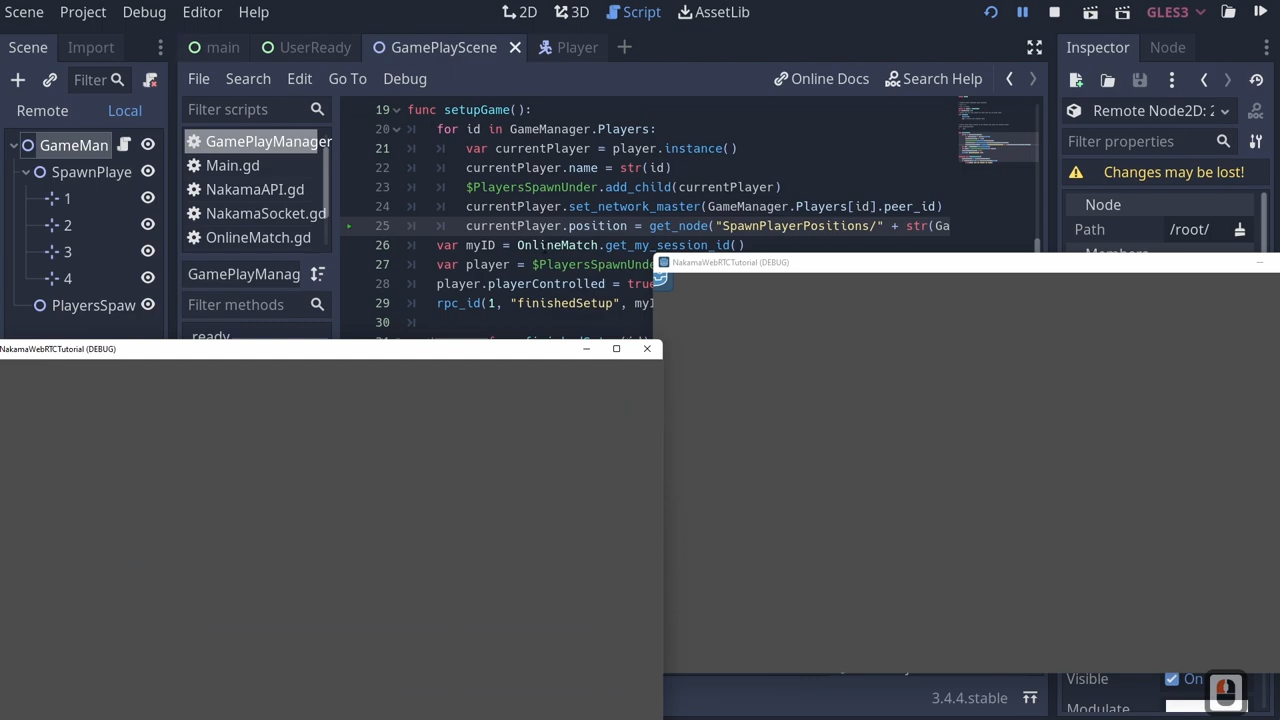 Scene Project Debug Editor Help 2D 3D Script AssetLib GLES3
Scene Import main UserReady GamePlayScene Player Inspector Node
Filter File Search Edit Go To Debug Online Docs Search Help
Remote Local
Filter scripts
GameMan
SpawnPlaye
1
2
3
4
PlayersSpaw
GamePlayManager
Main.gd
NakamaAPI.gd
NakamaSocket.gd
OnlineMatch.gd
GamePlayManag
Filter methods
ready
19 func setupGame():
20 for id in GameManager.Players:
21 var currentPlayer = player.instance()
22 currentPlayer.name = str(id)
23 $PlayersSpawnUnder.add_child(currentPlayer)
24 currentPlayer.set_network_master(GameManager.Players[id].peer_id)
25 currentPlayer.position = get_node("SpawnPlayerPositions/" + str(Ga
26 var myID = OnlineMatch.get_my_session_id()
27 var player = $PlayersSpawnUnde
28 player.playerControlled = true
29 rpc_id(1, "finishedSetup", myI
30
Remote Node2D: 2
Filter properties
Changes may be lost!
Node
Path /root/
NakamaWebRTCTutorial (DEBUG)
NakamaWebRTCTutorial (DEBUG)
Visible On
3.4.4.stable
Modulate